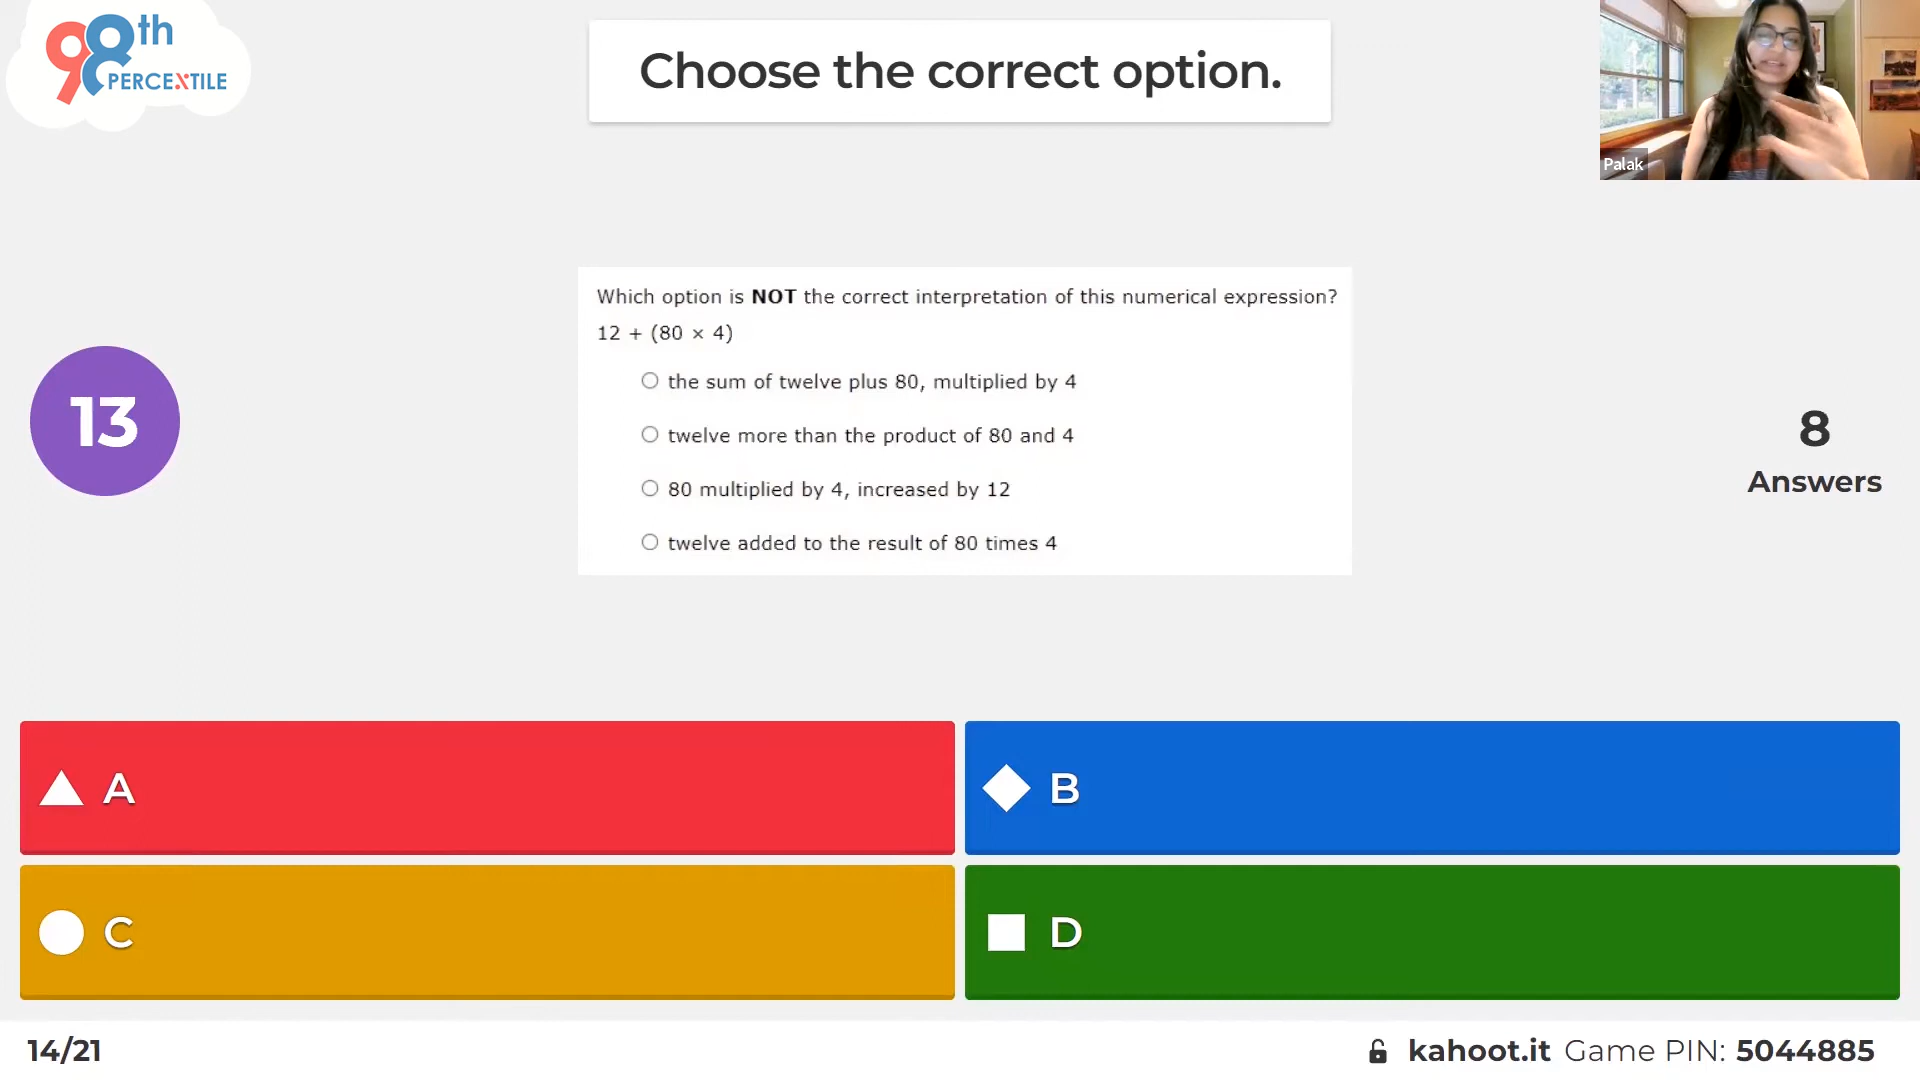 98th
PERCENTILE
Choose the correct option.
Palak
Which option is NOT the correct interpretation of this numerical expression?
12 + (80 × 4)
the sum of twelve plus 80, multiplied by 4
twelve more than the product of 80 and 4
80 multiplied by 4, increased by 12
twelve added to the result of 80 times 4
13
8
Answers
A
B
C
D
14/21
kahoot.it Game PIN: 5044885